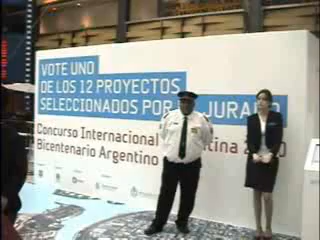 VOTE UNO
DE LOS 12 PROYECTOS
SELECCIONADOS POR JURADO
Concurso Internacional
Bicentenario Argentino